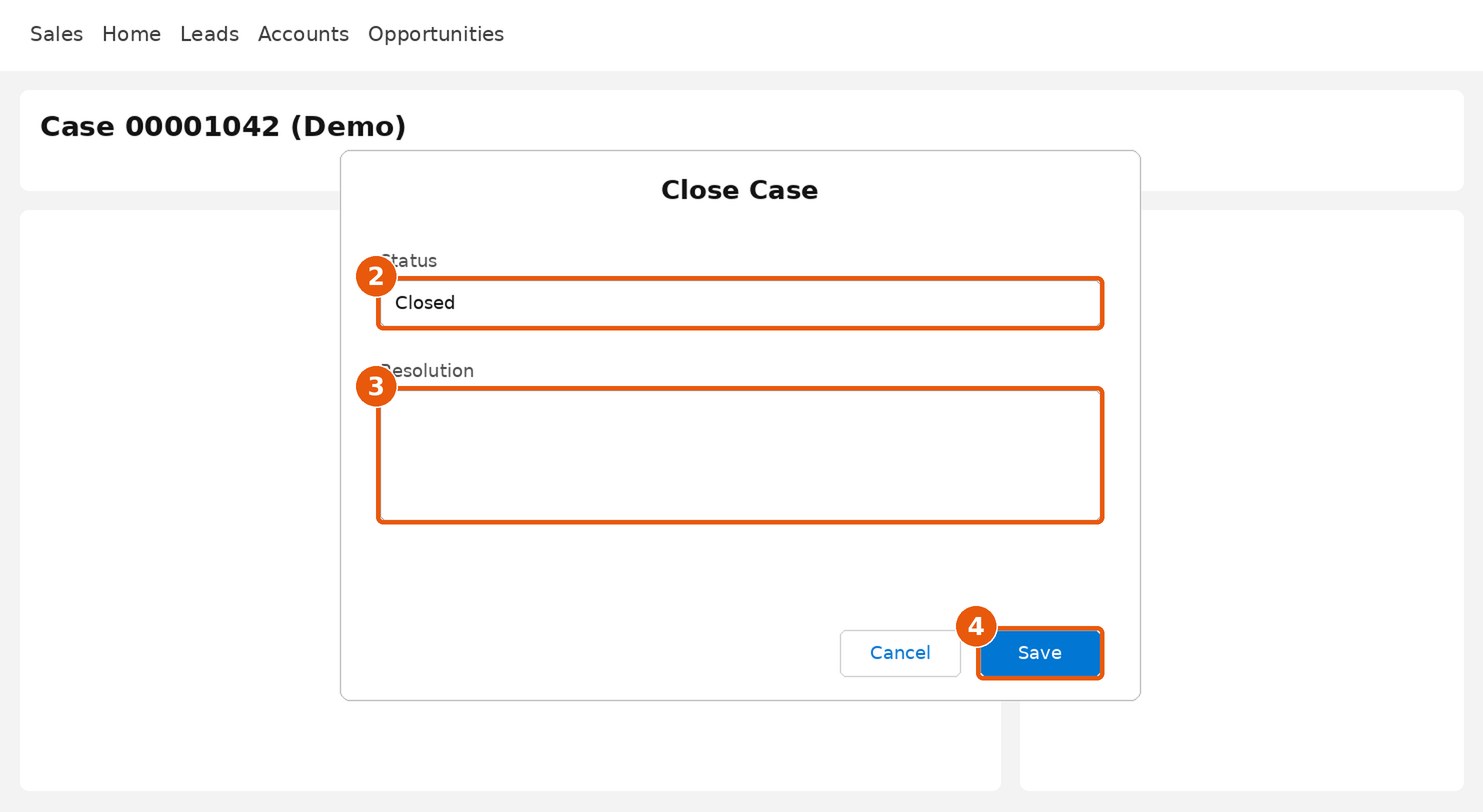 Sales Home Leads Accounts Opportunities
Case 00001042 (Demo)
Close Case
Status
2
Closed
Resolution
3
4
Cancel
Save